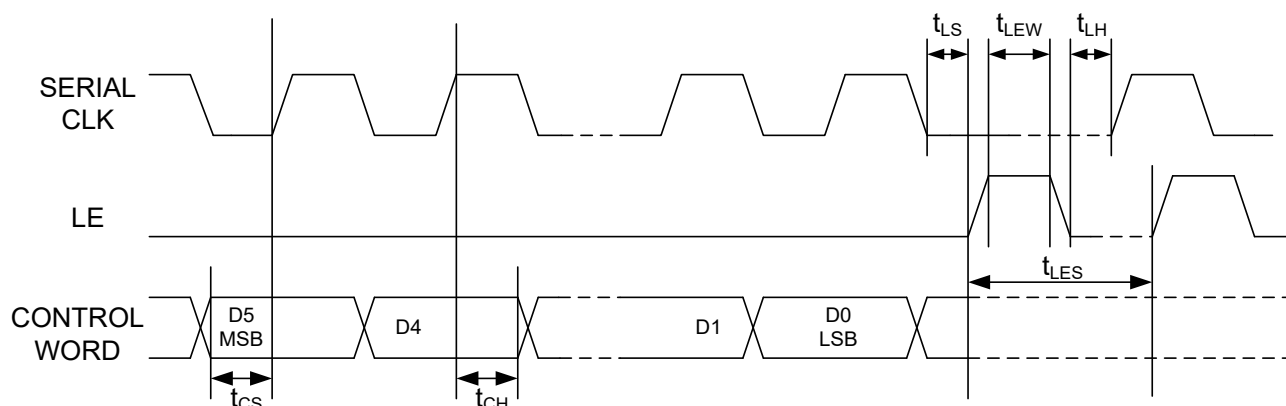 tLS
tLEW
tLH
SERIAL
CLK
LE
tLES
CONTROL
WORD
D5
MSB
D4
D1
D0
LSB
tCS
tCH